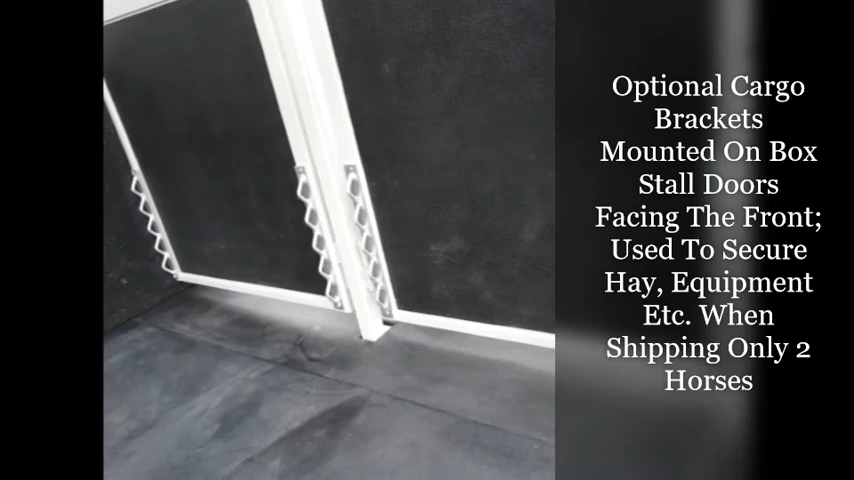 Optional Cargo
Brackets
Mounted On Box
Stall Doors
Facing The Front;
Used To Secure
Hay, Equipment
Etc. When
Shipping Only 2
Horses